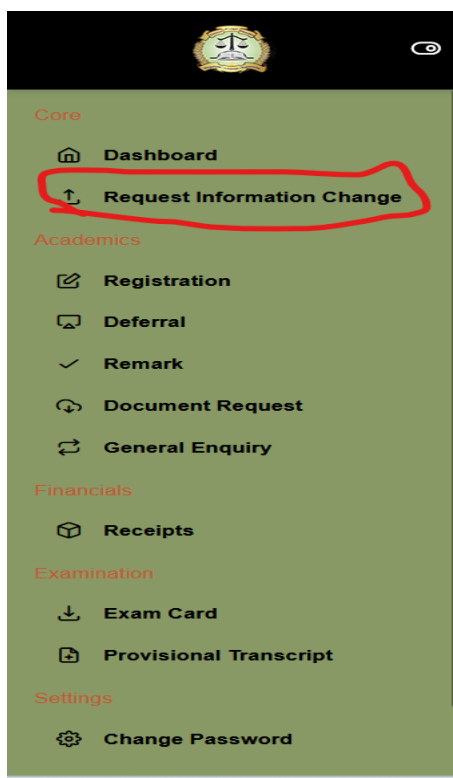 Core
Dashboard
Request Information Change
Academics
Registration
Deferral
Remark
Document Request
General Enquiry
Financials
Receipts
Examination
Exam Card
Provisional Transcript
Settings
Change Password